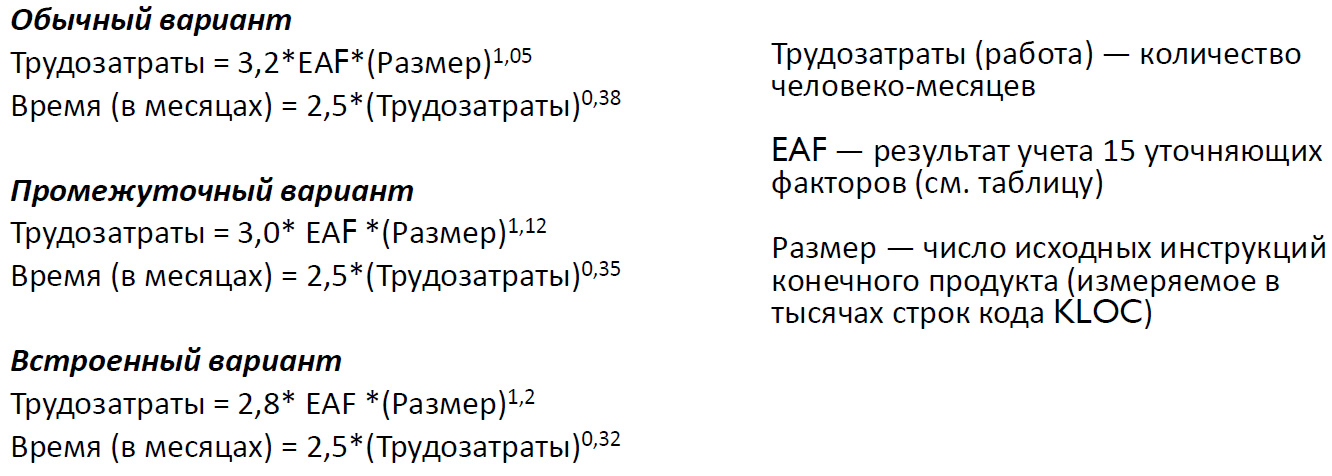 Обычный вариант
Трудозатраты = 3,2*EAF*(Размер)^1,05
Время (в месяцах) = 2,5*(Трудозатраты)^0,38
Промежуточный вариант
Трудозатраты = 3,0* EAF *(Размер)^1,12
Время (в месяцах) = 2,5*(Трудозатраты)^0,35
Встроенный вариант
Трудозатраты = 2,8* EAF *(Размер)^1,2
Время (в месяцах) = 2,5*(Трудозатраты)^0,32
Трудозатраты (работа) — количество
человеко-месяцев
EAF — результат учета 15 уточняющих
факторов (см. таблицу)
Размер — число исходных инструкций
конечного продукта (измеряемое в
тысячах строк кода KLOC)